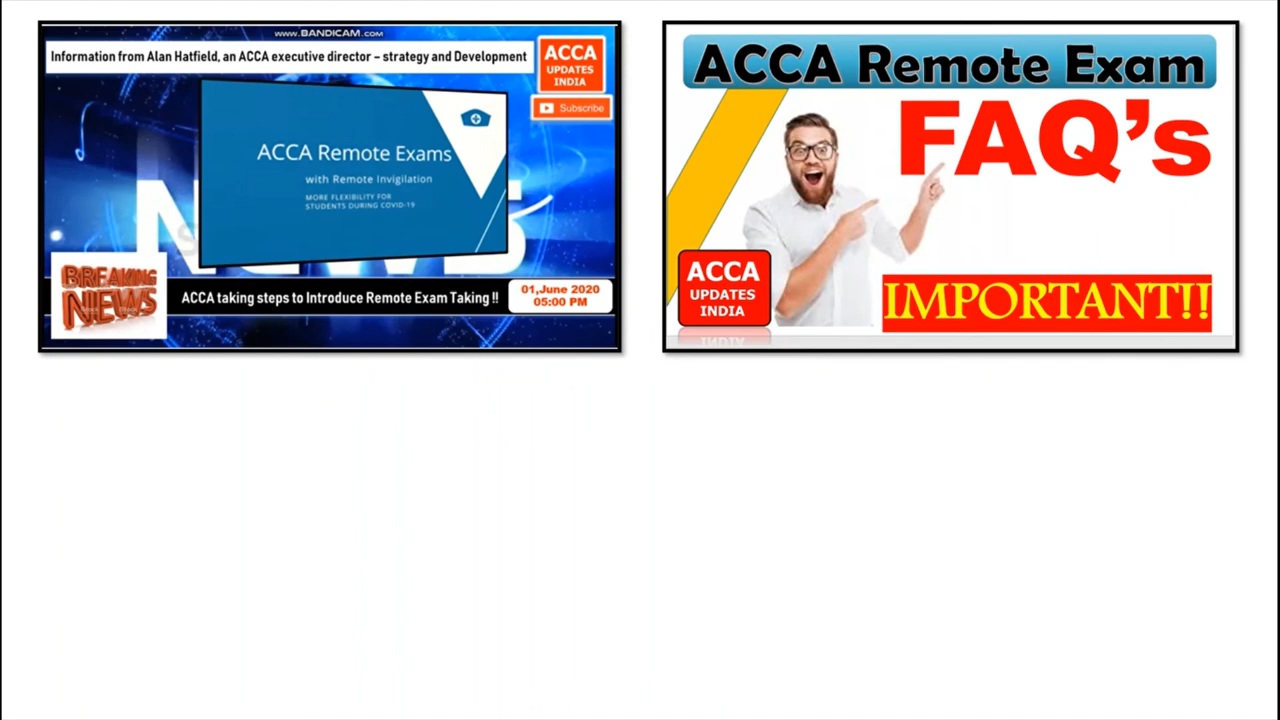 www.BANDICAM.com
Information from Alan Hatfield, an ACCA executive director – strategy and Development
ACCA
UPDATES
INDIA
Subscribe
ACCA Remote Exams
with Remote Invigilation
MORE FLEXIBILITY FOR
STUDENTS DURING COVID-19
NEWS
BREAKING
NEWS
ACCA taking steps to Introduce Remote Exam Taking !!
01,June 2020
05:00 PM
ACCA Remote Exam
FAQ's
ACCA
UPDATES
INDIA
IMPORTANT!!